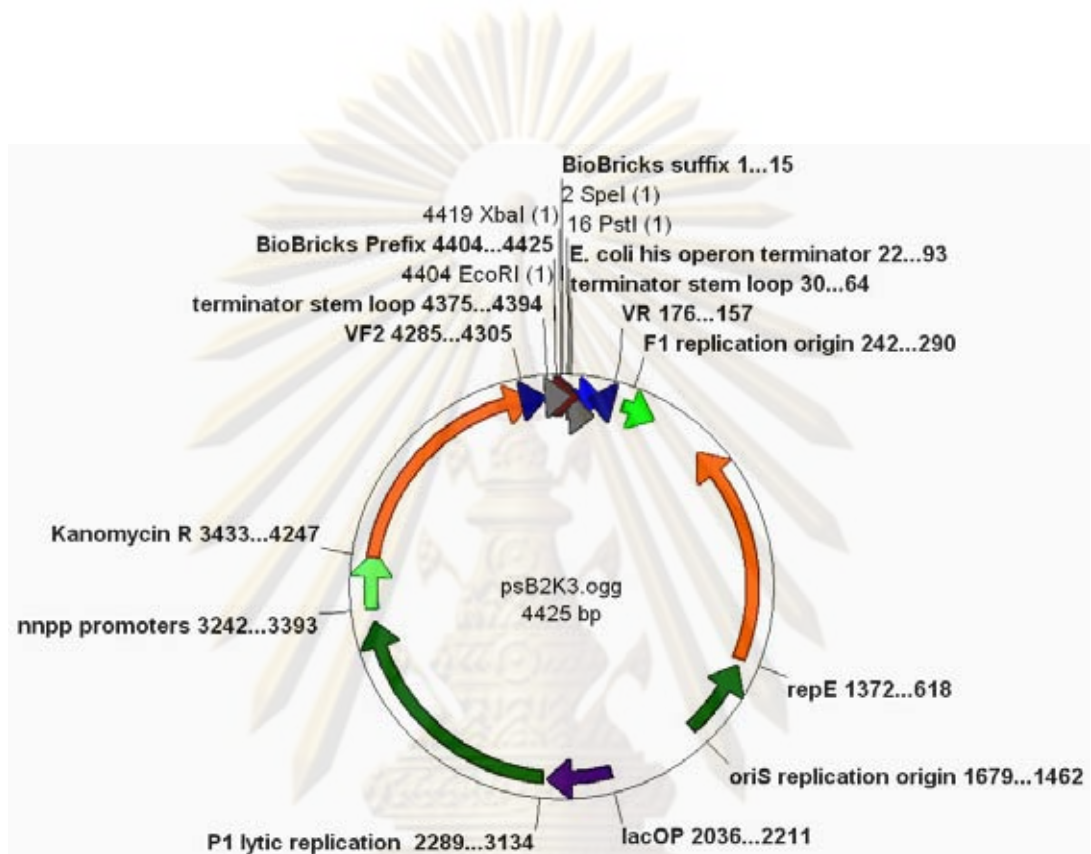 BioBricks suffix 1...15
2 SpeI (1)
4419 XbaI (1)
16 PstI (1)
BioBricks Prefix 4404...4425
E. coli his operon terminator 22...93
4404 EcoRI (1)
terminator stem loop 30...64
terminator stem loop 4375...4394
VR 176...157
VF2 4285...4305
F1 replication origin 242...290
Kanomycin R 3433...4247
psB2K3.ogg
4425 bp
nnpp promoters 3242...3393
repE 1372...618
oriS replication origin 1679...1462
P1 lytic replication 2289...3134
lacOP 2036...2211